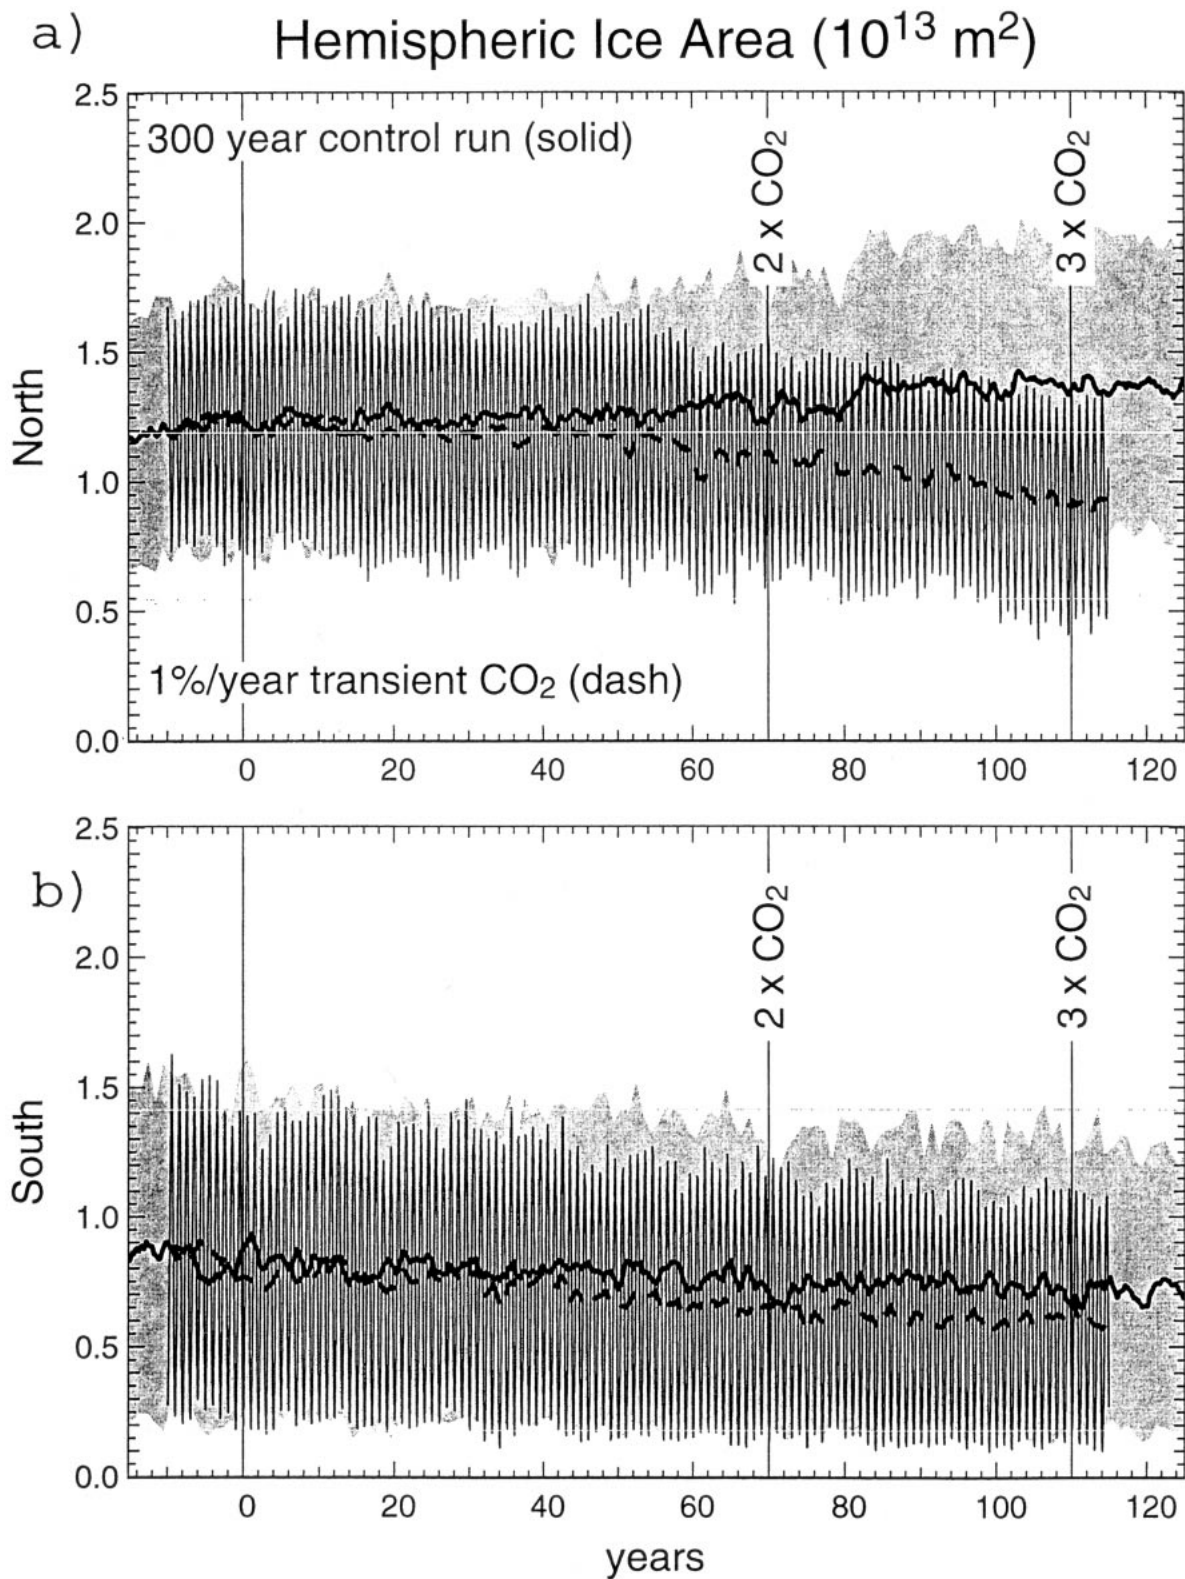 a)
Hemispheric Ice Area (10¹³ m²)
2.5
2.0
1.5
1.0
0.5
0.0
North
300 year control run (solid)
2 x CO₂
3 x CO₂
1%/year transient CO₂ (dash)
0 20 40 60 80 100 120
b)
2.5
2.0
1.5
1.0
0.5
0.0
South
2 x CO₂
3 x CO₂
0 20 40 60 80 100 120
years